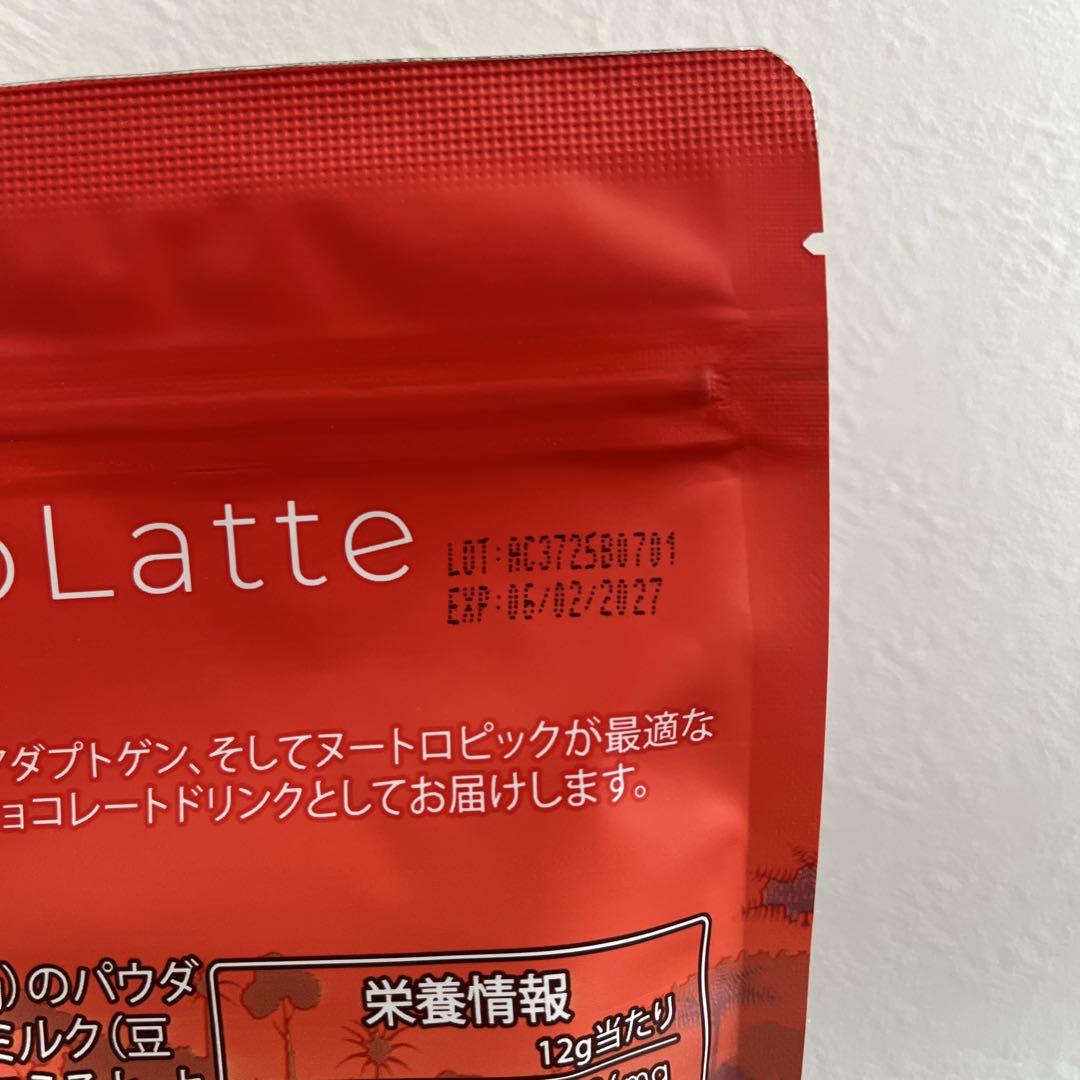 Latte
LOT:AC3725B0701
EXP:06/02/2027
アダプトゲン、そしてヌートロピックが最適な
ョコレートドリンクとしてお届けします。
)のパウダ
ミルク(豆
栄養情報
12g当たり
mg